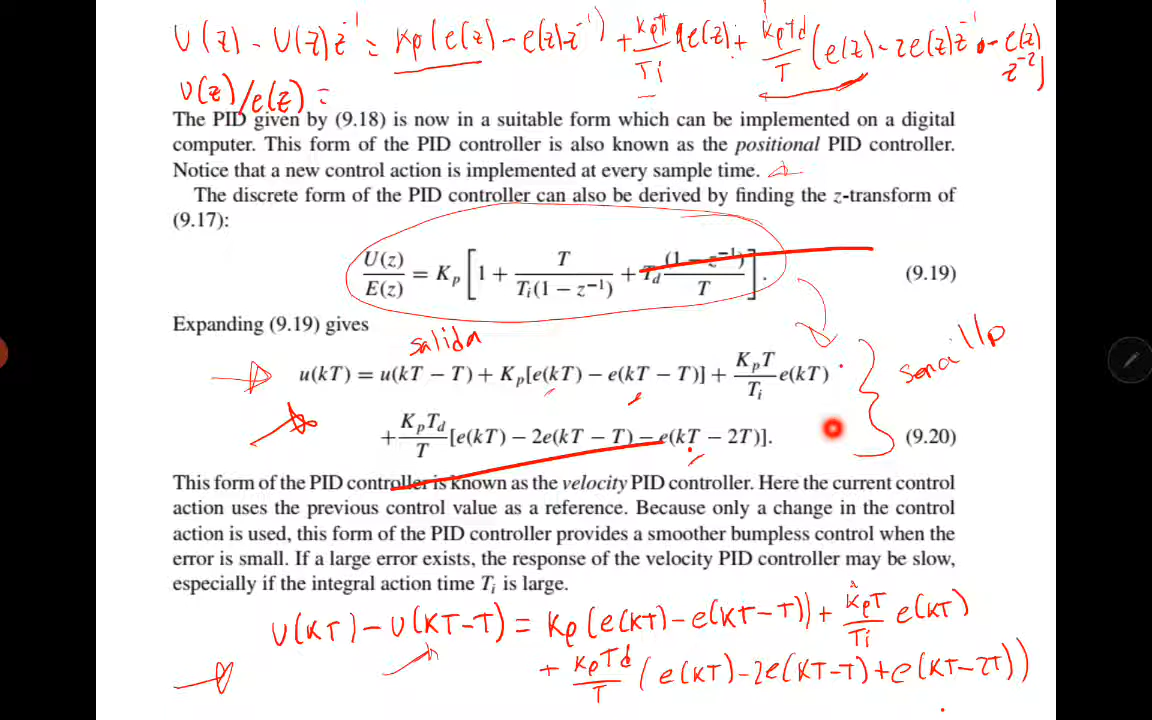 U(z) - U(z)z⁻¹ = Kp(e(z) - e(z)z⁻¹) + KpT/Ti e(z) + KpTd/T (e(z) - 2e(z)z⁻¹ - e(z)z⁻²)
U(z)/e(z) =
The PID given by (9.18) is now in a suitable form which can be implemented on a digital
computer. This form of the PID controller is also known as the positional PID controller.
Notice that a new control action is implemented at every sample time.
The discrete form of the PID controller can also be derived by finding the z-transform of
(9.17):
U(z)/E(z) = Kp[1 + T/(Ti(1 − z⁻¹)) + Td (1 − z⁻¹)/T]. (9.19)
Expanding (9.19) gives
salida
sencillo
u(kT) = u(kT − T) + Kp[e(kT) − e(kT − T)] + KpT/Ti e(kT)
+ KpTd/T [e(kT) − 2e(kT − T) − e(kT − 2T)]. (9.20)
This form of the PID controller is known as the velocity PID controller. Here the current control
action uses the previous control value as a reference. Because only a change in the control
action is used, this form of the PID controller provides a smoother bumpless control when the
error is small. If a large error exists, the response of the velocity PID controller may be slow,
especially if the integral action time Ti is large.
U(KT) - U(KT-T) = Kp(e(KT) - e(KT-T)) + KpT/Ti e(KT)
+ KpTd/T (e(KT) - 2e(KT-T) + e(KT-2T))